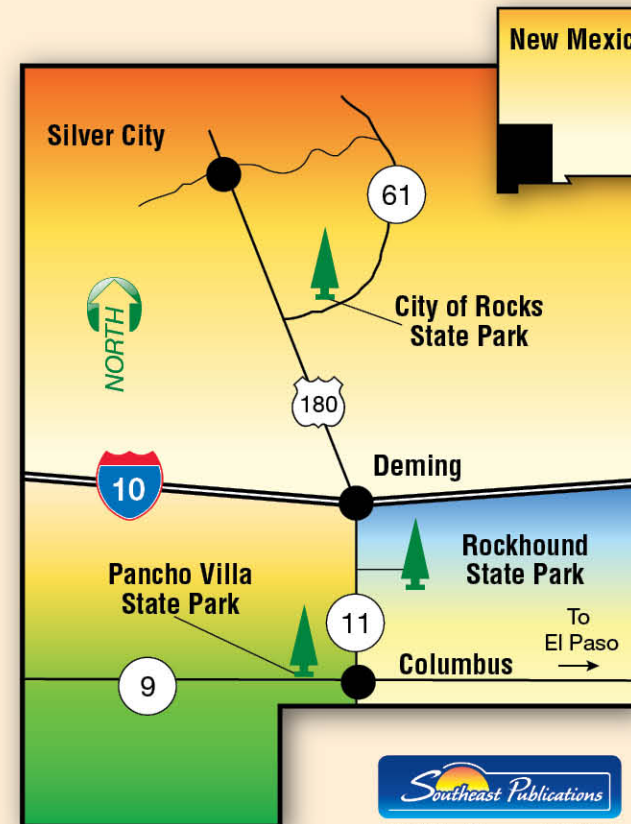 New Mexic
Silver City
61
City of Rocks
State Park
NORTH
180
Deming
10
Rockhound
State Park
Pancho Villa
State Park
11
To
El Paso
Columbus
9
Southeast Publications